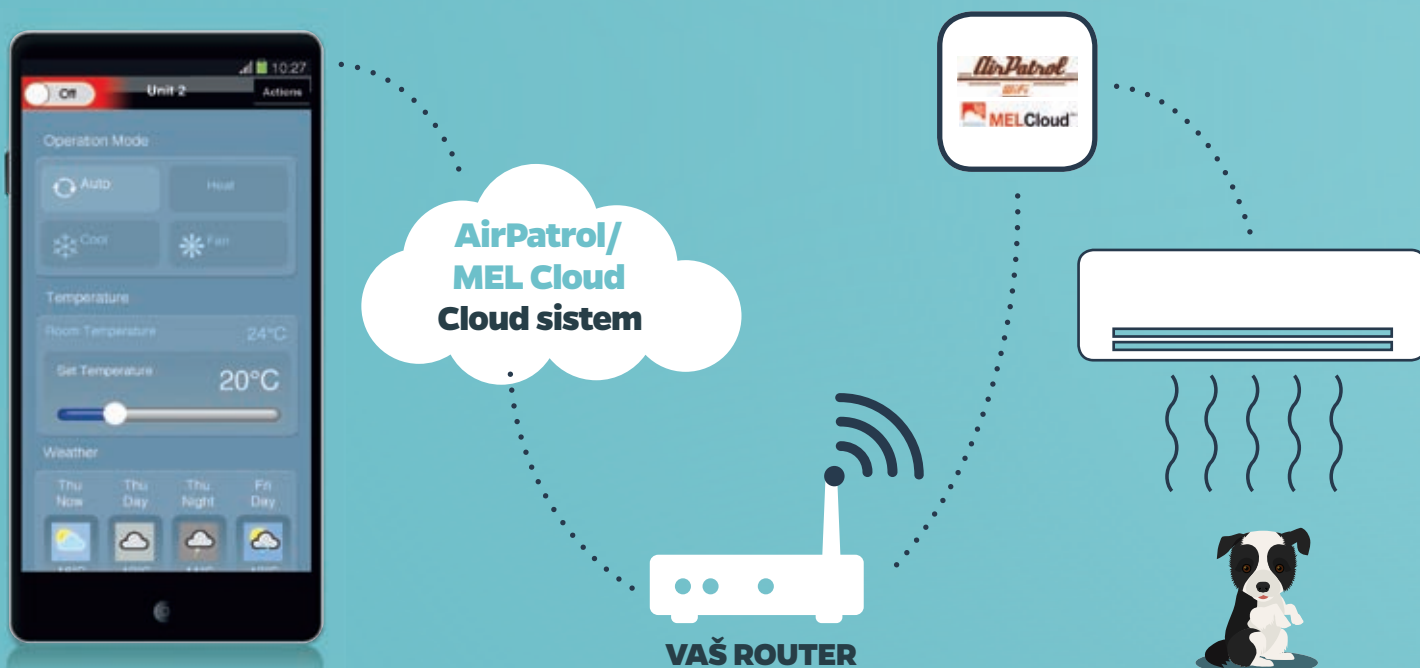 10:27
Off
Unit 2
Actions
Operation Mode
Auto
Heat
Cool
Fan
Temperature
Room Temperature
24°C
Set Temperature
20°C
Weather
Thu Now
Thu Day
Thu Night
Fri Day
AirPatrol/
MEL Cloud
Cloud sistem
AirPatrol
WiFi
MELCloud
VAŠ ROUTER